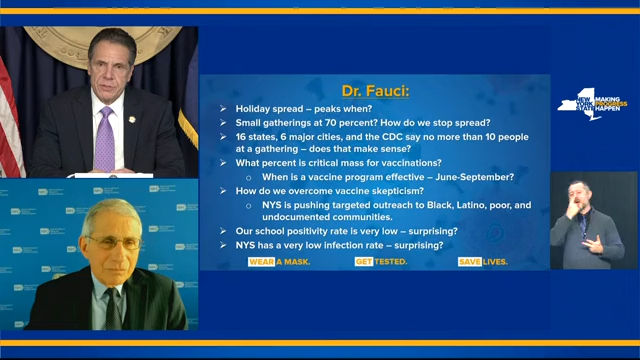 Dr. Fauci:
➢ Holiday spread – peaks when?
➢ Small gatherings at 70 percent? How do we stop spread?
➢ 16 states, 6 major cities, and the CDC say no more than 10 people
at a gathering – does that make sense?
➢ What percent is critical mass for vaccinations?
o When is a vaccine program effective – June-September?
➢ How do we overcome vaccine skepticism?
o NYS is pushing targeted outreach to Black, Latino, poor, and
undocumented communities.
➢ Our school positivity rate is very low – surprising?
➢ NYS has a very low infection rate – surprising?
WEAR A MASK. GET TESTED. SAVE LIVES.
NEW YORK STATE
MAKING PROGRESS HAPPEN